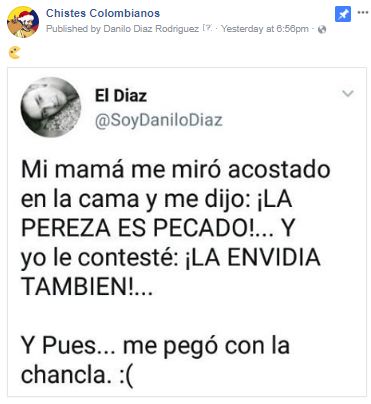 Chistes Colombianos
Published by Danilo Diaz Rodriguez [?] · Yesterday at 6:56pm ·
El Diaz
@SoyDaniloDiaz
Mi mamá me miró acostado
en la cama y me dijo: ¡LA
PEREZA ES PECADO!... Y
yo le contesté: ¡LA ENVIDIA
TAMBIEN!...
Y Pues... me pegó con la
chancla. :(